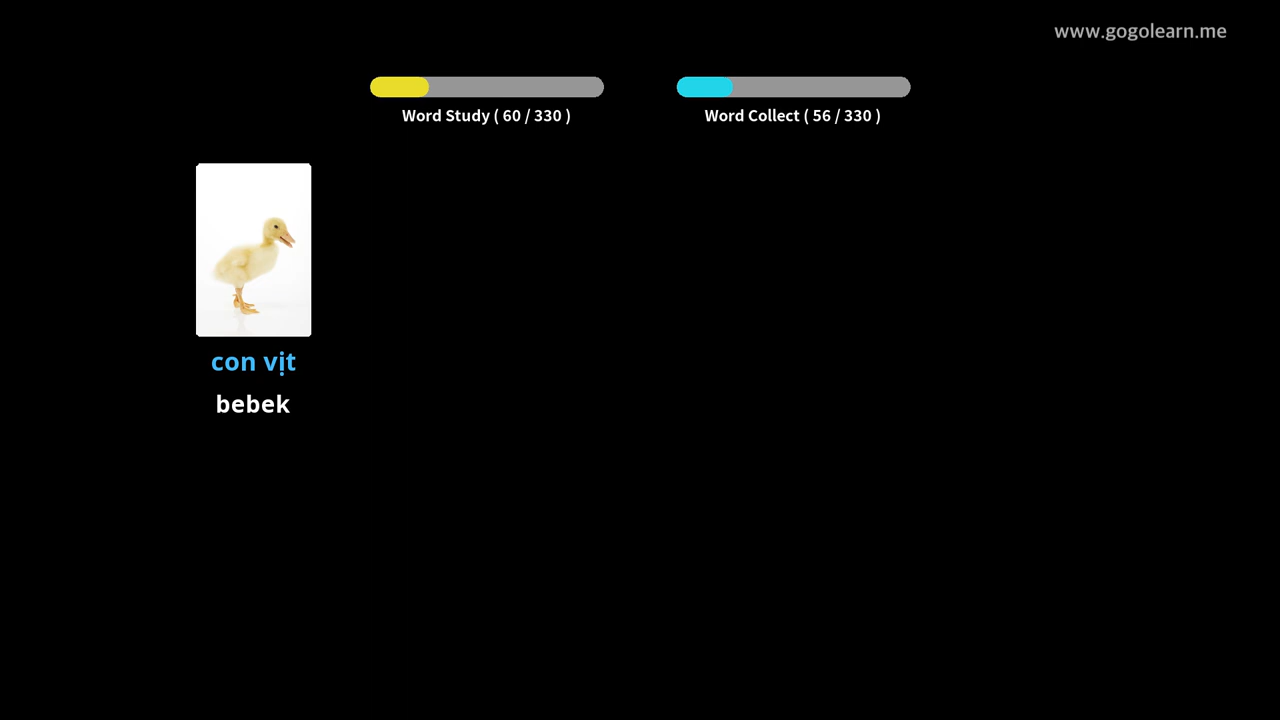 www.gogolearn.me
Word Study ( 60 / 330 )
Word Collect ( 56 / 330 )
con vịt
bebek